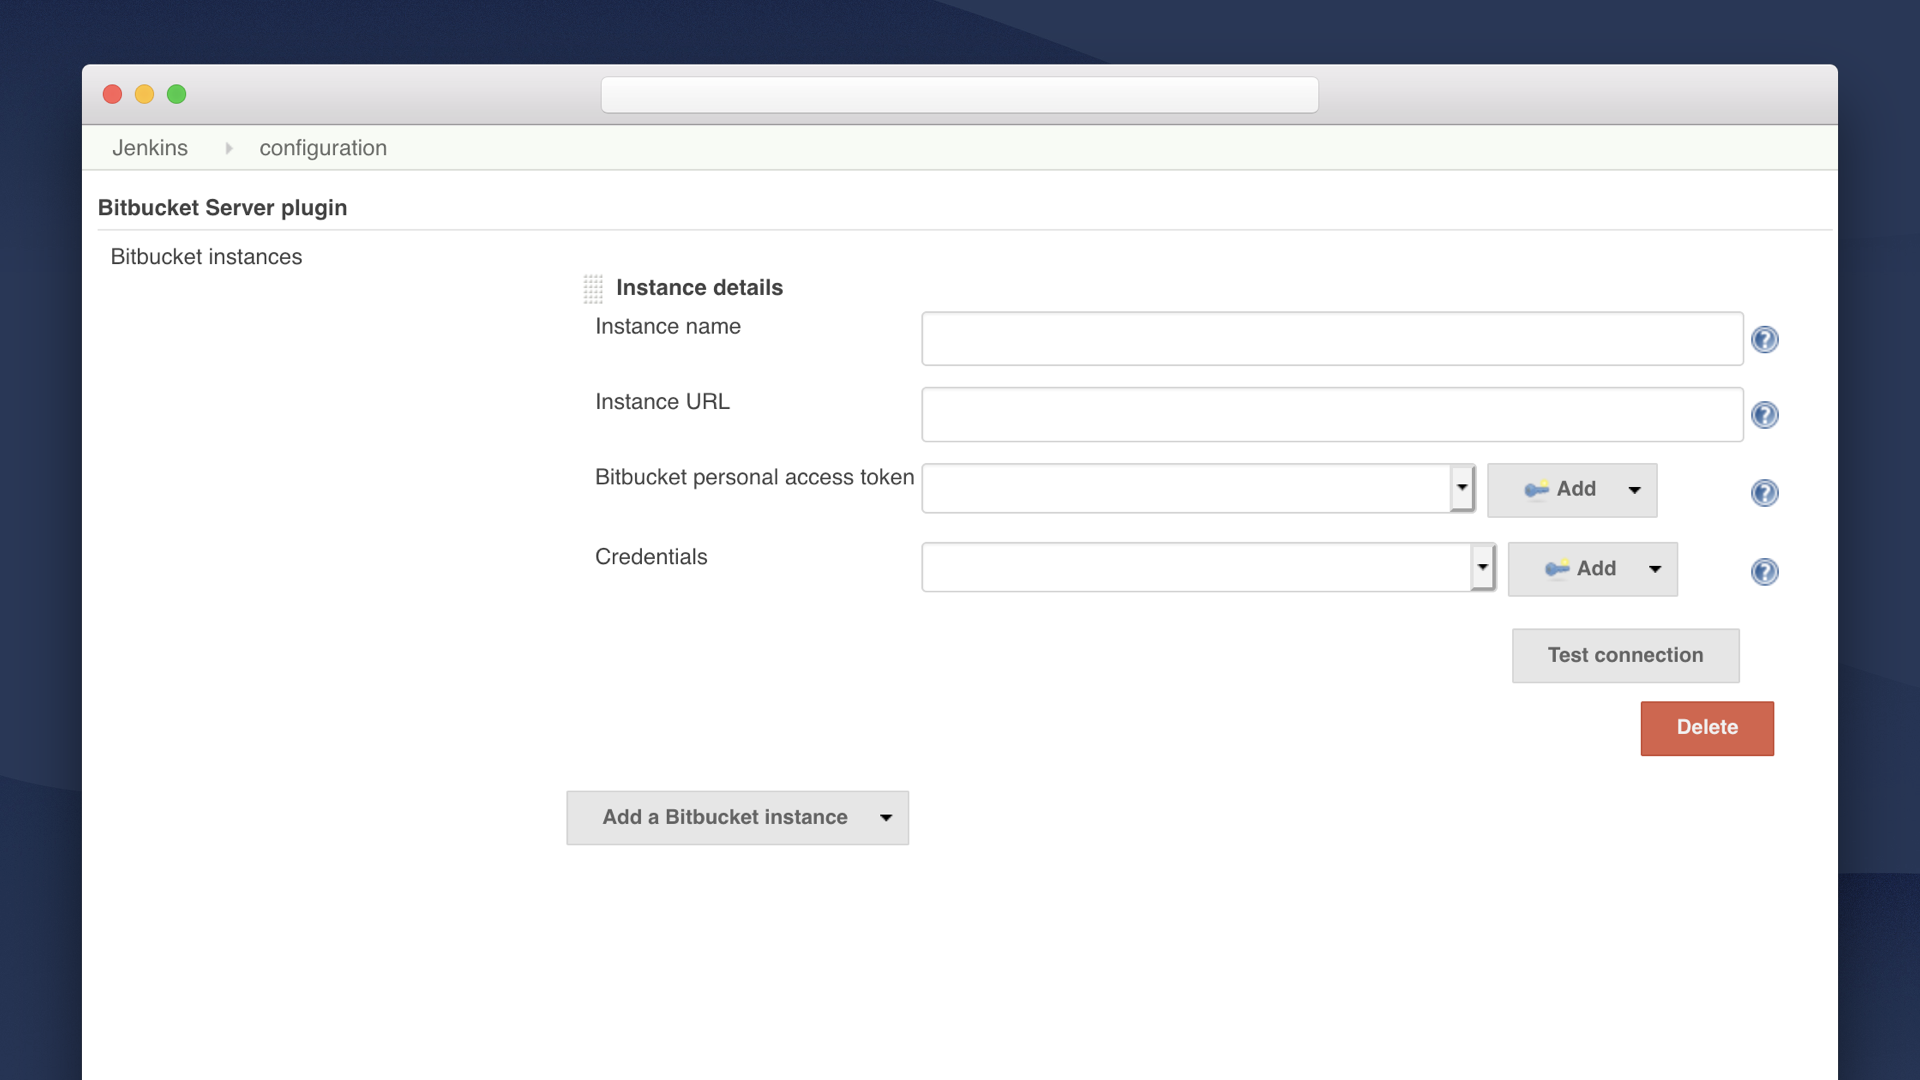 Jenkins configuration
Bitbucket Server plugin
Bitbucket instances
Instance details
Instance name
Instance URL
Bitbucket personal access token Add
Credentials Add
Test connection
Delete
Add a Bitbucket instance